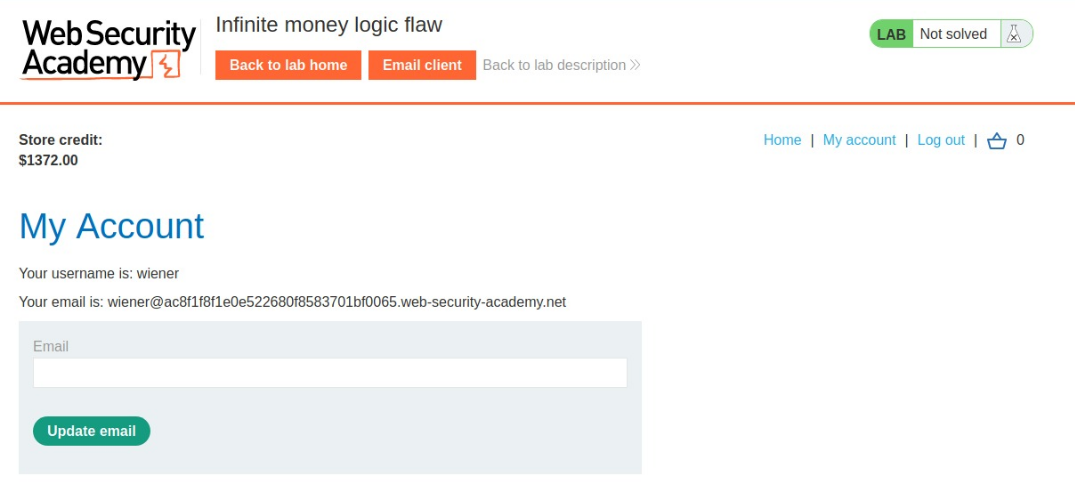 Web Security
Academy
Infinite money logic flaw
Back to lab home
Email client
Back to lab description
LAB
Not solved
Store credit:
$1372.00
Home | My account | Log out | 0
My Account
Your username is: wiener
Your email is: wiener@ac8f1f8f1e0e522680f8583701bf0065.web-security-academy.net
Email
Update email